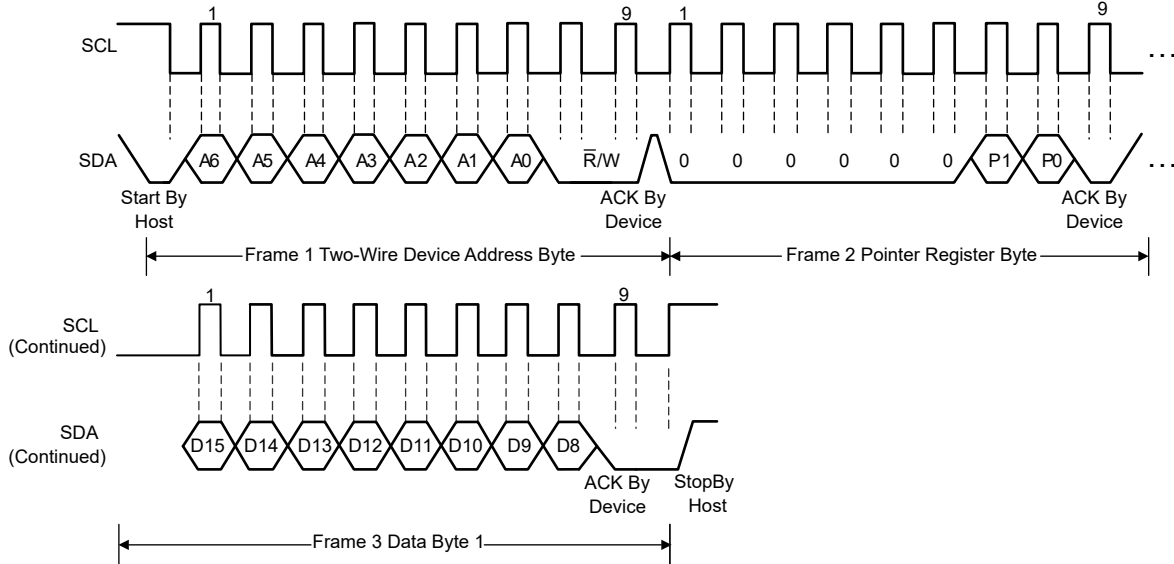 1 9 1 9
SCL ...
SDA A6 A5 A4 A3 A2 A1 A0 R̅/W 0 0 0 0 0 0 P1 P0 ...
Start By ACK By ACK By
Host Device Device
Frame 1 Two-Wire Device Address Byte Frame 2 Pointer Register Byte
1 9
SCL
(Continued)
SDA
(Continued) D15 D14 D13 D12 D11 D10 D9 D8
ACK By StopBy
Device Host
Frame 3 Data Byte 1